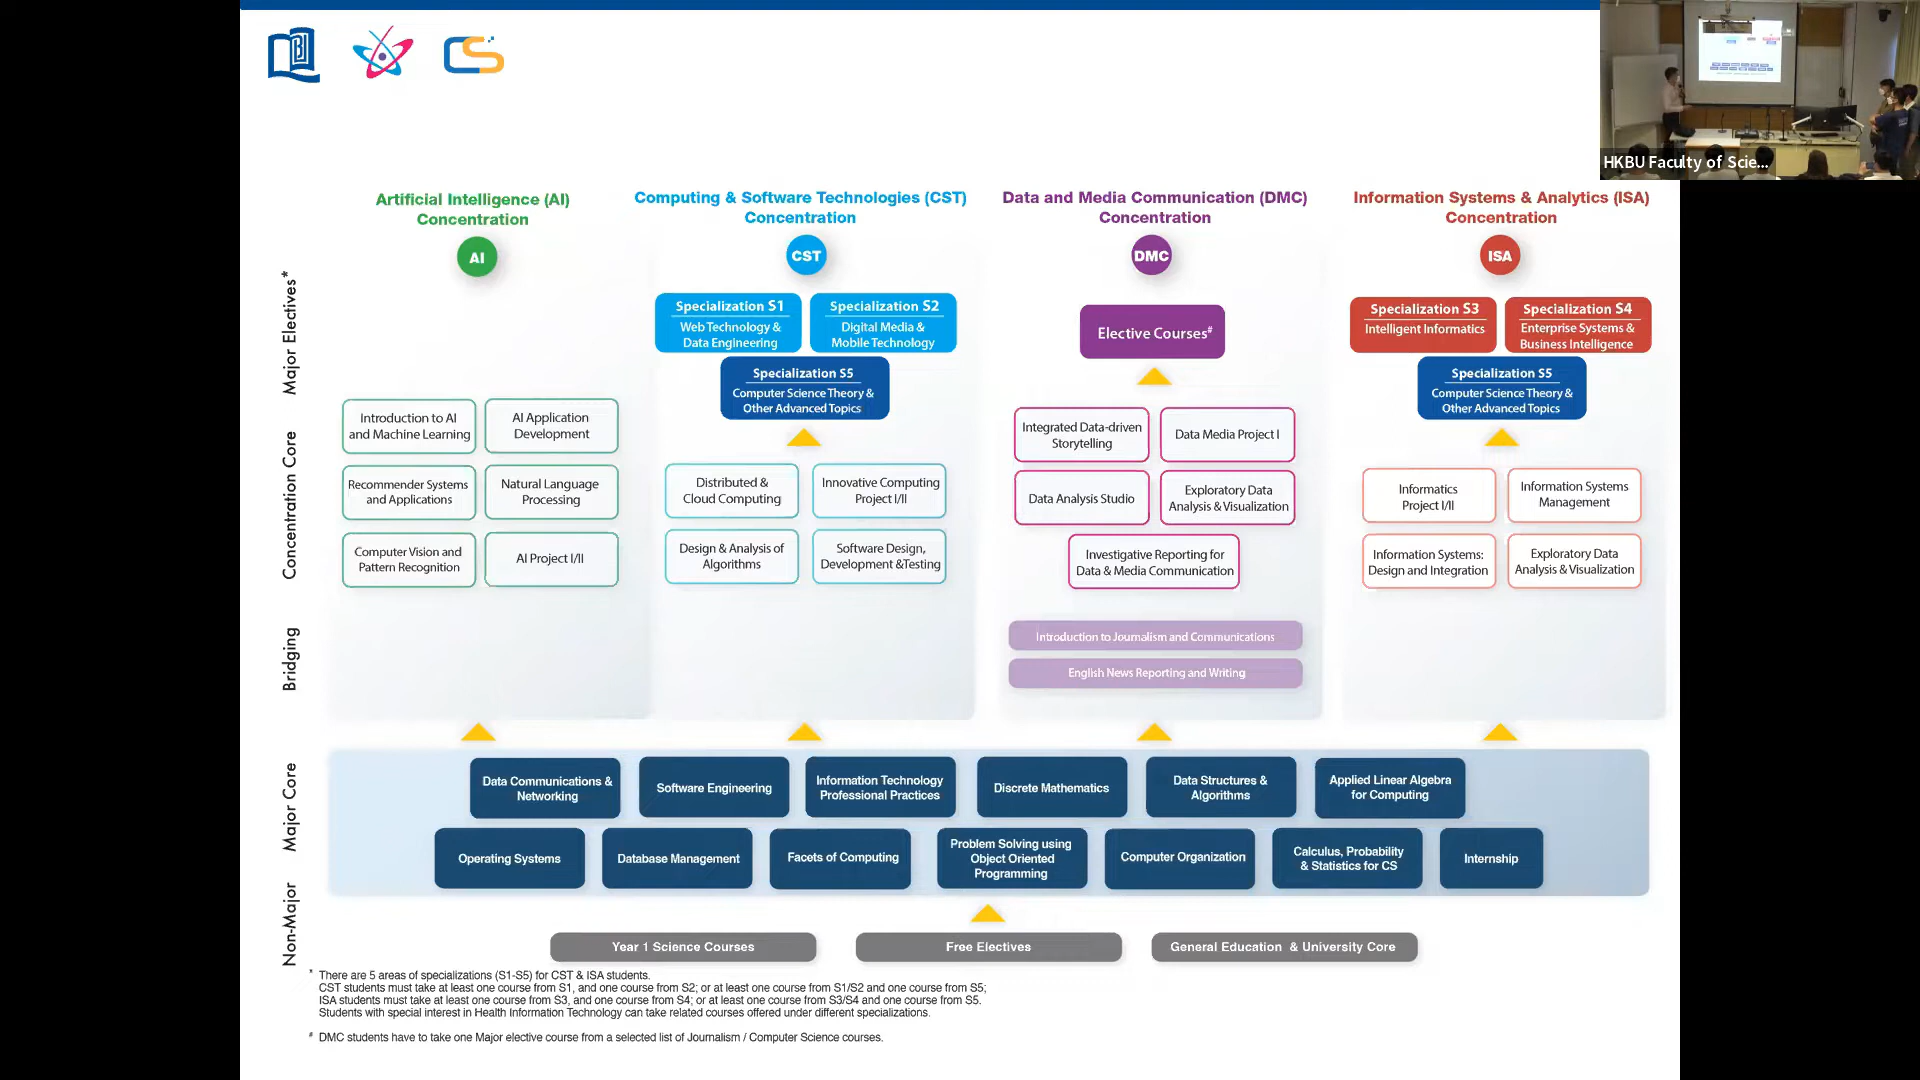 CS
HKBU Faculty of Scie...
Artificial Intelligence (AI)
Concentration
Computing & Software Technologies (CST)
Concentration
Data and Media Communication (DMC)
Concentration
Information Systems & Analytics (ISA)
Concentration
AI
CST
DMC
ISA
Major Electives*
Specialization S1
Web Technology &
Data Engineering
Specialization S2
Digital Media &
Mobile Technology
Specialization S5
Computer Science Theory &
Other Advanced Topics
Elective Courses#
Specialization S3
Intelligent Informatics
Specialization S4
Enterprise Systems &
Business Intelligence
Specialization S5
Computer Science Theory &
Other Advanced Topics
Concentration Core
Introduction to AI
and Machine Learning
AI Application
Development
Recommender Systems
and Applications
Natural Language
Processing
Computer Vision and
Pattern Recognition
AI Project I/II
Distributed &
Cloud Computing
Innovative Computing
Project I/II
Design & Analysis of
Algorithms
Software Design,
Development &Testing
Integrated Data-driven
Storytelling
Data Media Project I
Data Analysis Studio
Exploratory Data
Analysis & Visualization
Investigative Reporting for
Data & Media Communication
Informatics
Project I/II
Information Systems
Management
Information Systems:
Design and Integration
Exploratory Data
Analysis & Visualization
Bridging
Introduction to Journalism and Communications
English News Reporting and Writing
Major Core
Data Communications &
Networking
Software Engineering
Information Technology
Professional Practices
Discrete Mathematics
Data Structures &
Algorithms
Applied Linear Algebra
for Computing
Operating Systems
Database Management
Facets of Computing
Problem Solving using
Object Oriented
Programming
Computer Organization
Calculus, Probability
& Statistics for CS
Internship
Non-Major
Year 1 Science Courses
Free Electives
General Education & University Core
* There are 5 areas of specializations (S1-S5) for CST & ISA students.
CST students must take at least one course from S1, and one course from S2; or at least one course from S1/S2 and one course from S5;
ISA students must take at least one course from S3, and one course from S4; or at least one course from S3/S4 and one course from S5.
Students with special interest in Health Information Technology can take related courses offered under different specializations.
# DMC students have to take one Major elective course from a selected list of Journalism / Computer Science courses.